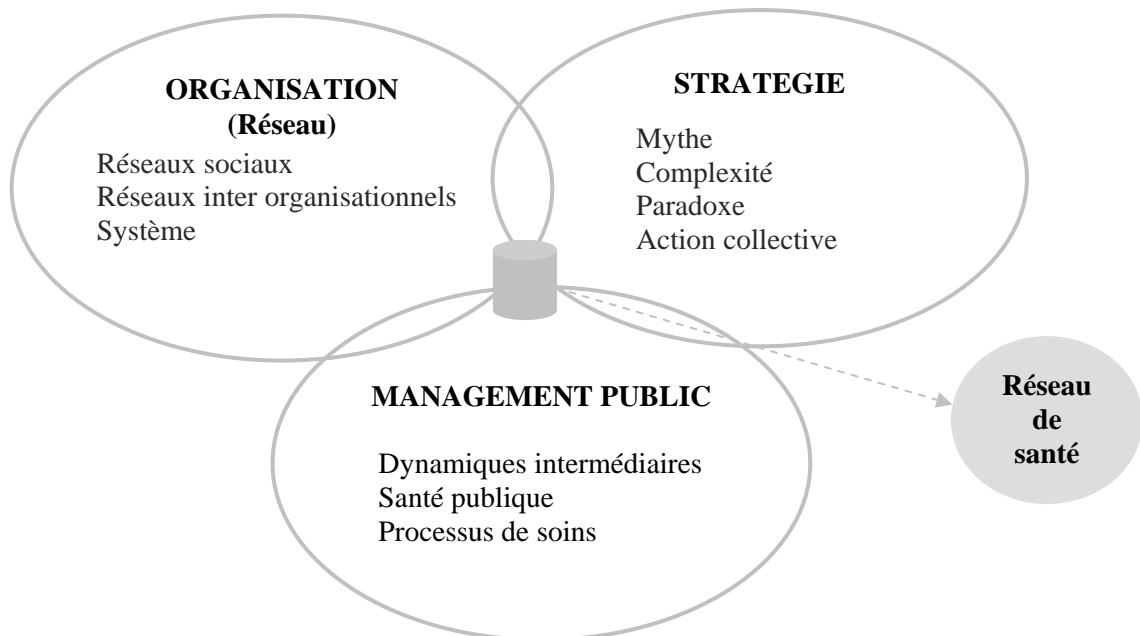 ORGANISATION
(Réseau)
Réseaux sociaux
Réseaux inter organisationnels
Système
STRATEGIE
Mythe
Complexité
Paradoxe
Action collective
MANAGEMENT PUBLIC
Dynamiques intermédiaires
Santé publique
Processus de soins
Réseau
de
santé